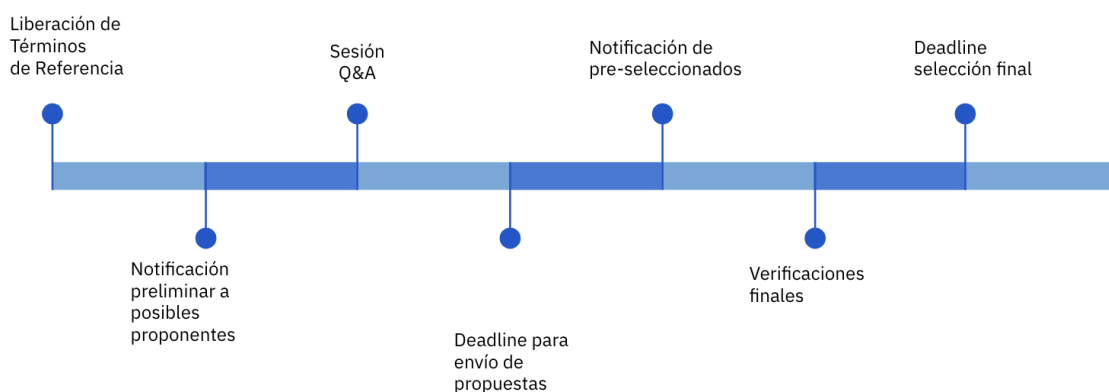 Liberación de
Términos
de Referencia
Notificación
preliminar a
posibles
proponentes
Sesión
Q&A
Deadline para
envío de
propuestas
Notificación de
pre-seleccionados
Verificaciones
finales
Deadline
selección final